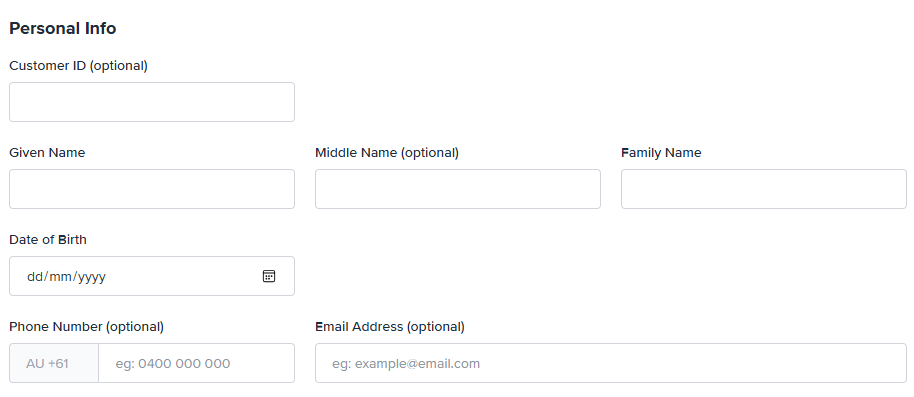 Personal Info
Customer ID (optional)
Given Name Middle Name (optional) Family Name
Date of Birth
dd/mm/yyyy
Phone Number (optional) Email Address (optional)
AU +61 eg: 0400 000 000 eg: example@email.com